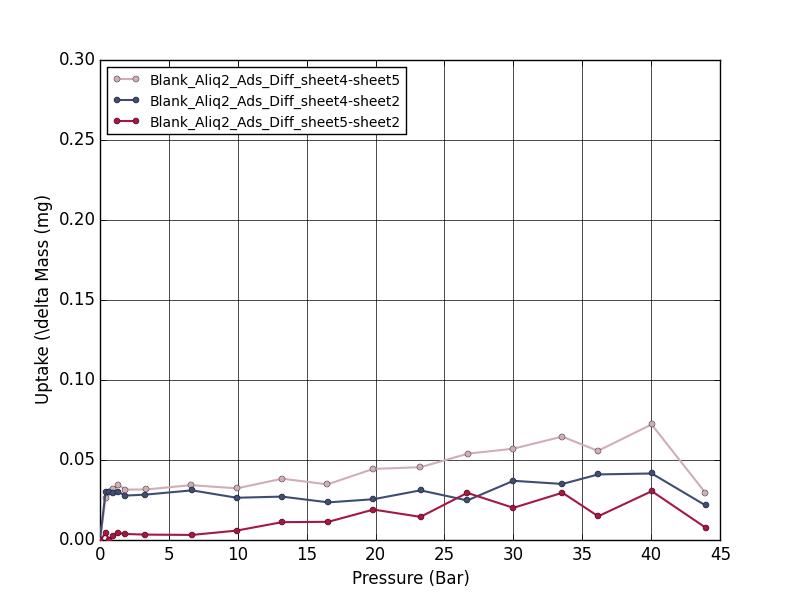 0.30
0.25
0.20
0.15
0.10
0.05
0.00
Uptake (\delta Mass (mg)
Blank_Aliq2_Ads_Diff_sheet4-sheet5
Blank_Aliq2_Ads_Diff_sheet4-sheet2
Blank_Aliq2_Ads_Diff_sheet5-sheet2
0 5 10 15 20 25 30 35 40 45
Pressure (Bar)